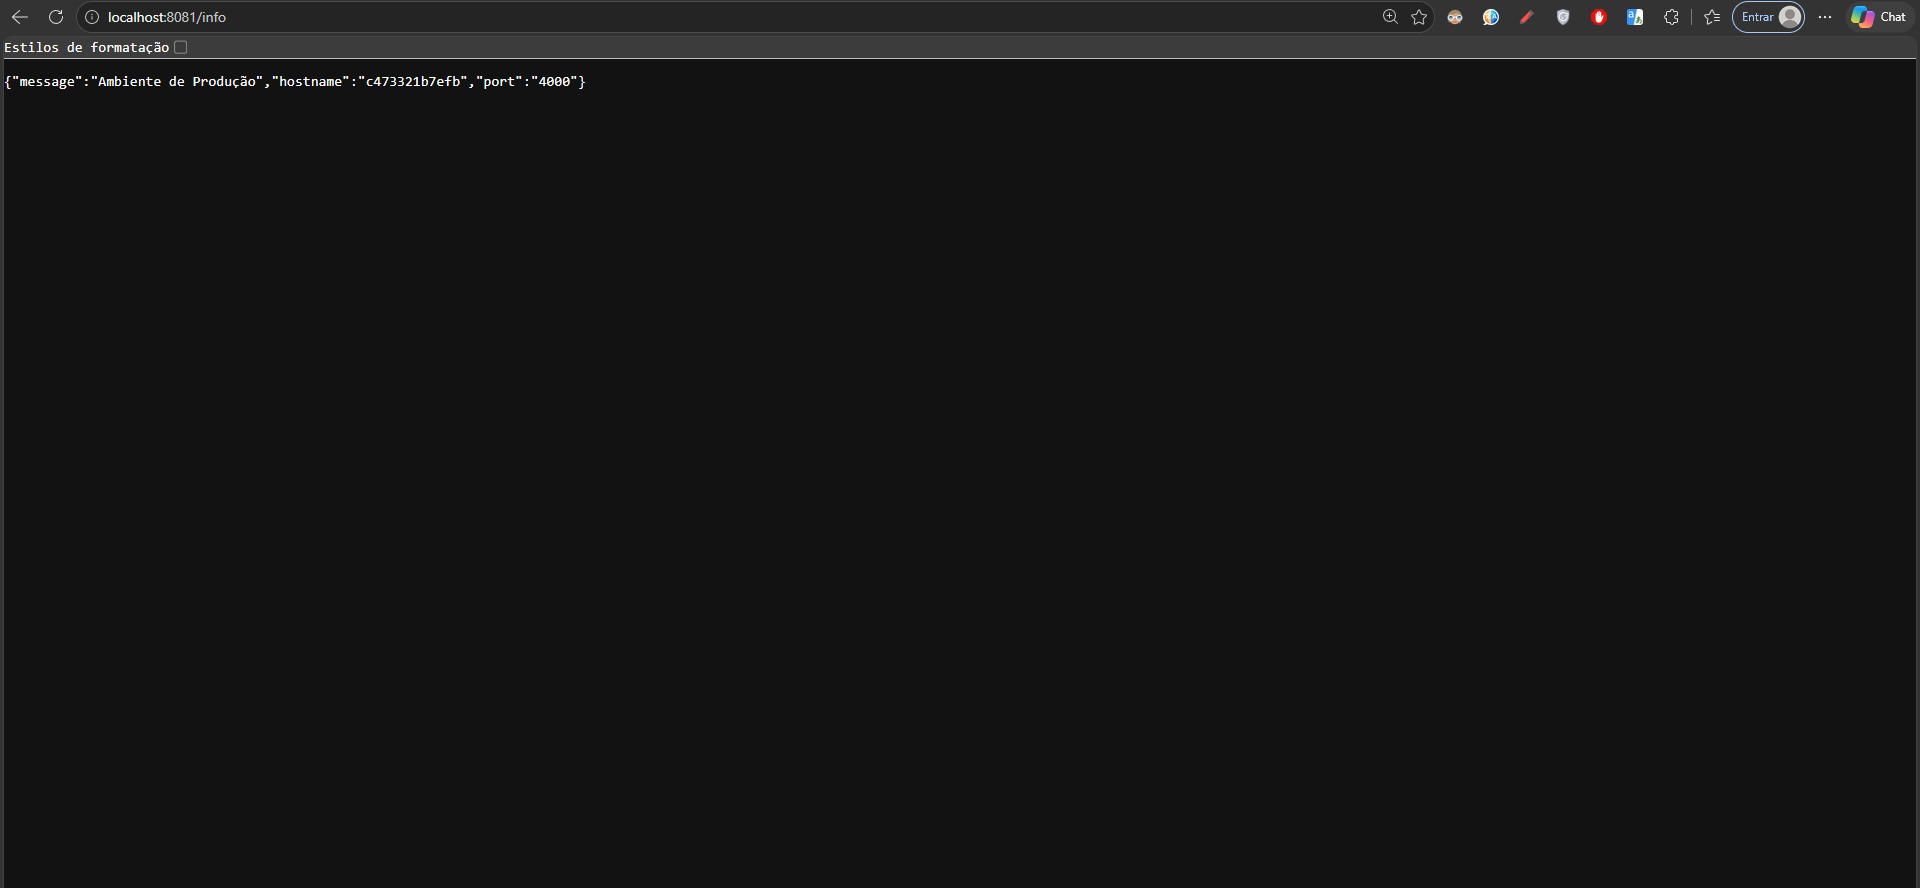 localhost:8081/info
Entrar
Chat
Estilos de formatação
{"message":"Ambiente de Produção","hostname":"c473321b7efb","port":"4000"}